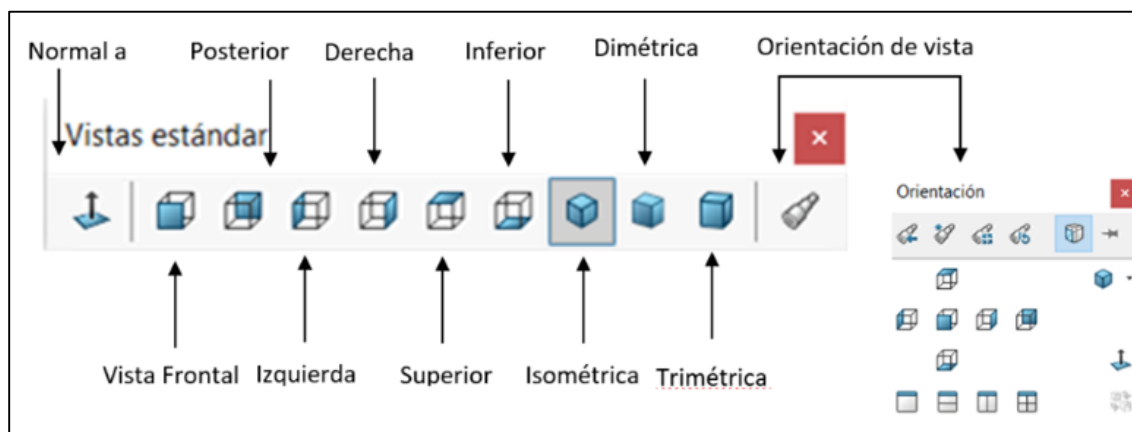 Normal a
Posterior
Derecha
Inferior
Dimétrica
Orientación de vista
Vistas estándar
Orientación
Vista Frontal
Izquierda
Superior
Isométrica
Trimétrica